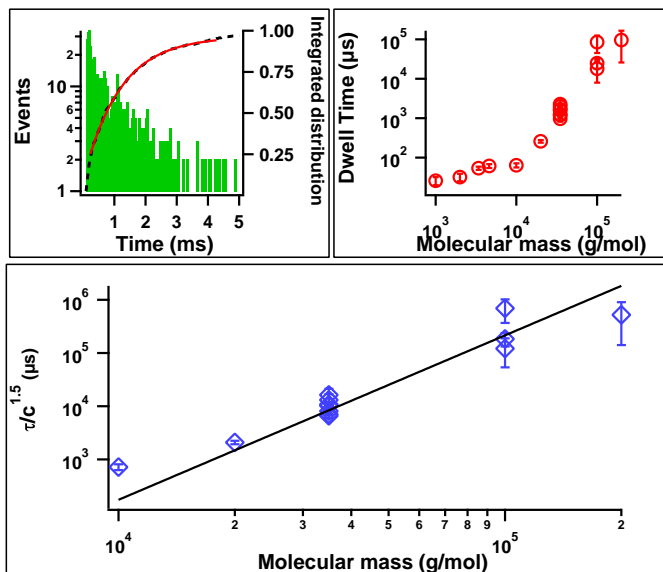 Events
2
10
2
4
6
8
1
1.00
0.75
0.50
0.25
Integrated distribution
1 2 3 4 5
Time (ms)
Dwell Time (µs)
10^5
10^4
10^3
10^2
10^3 10^4 10^5
Molecular mass (g/mol)
τ/c^1.5 (µs)
10^6
10^5
10^4
10^3
2 3 4 5 6 7 8 9 2
10^4 10^5
Molecular mass (g/mol)